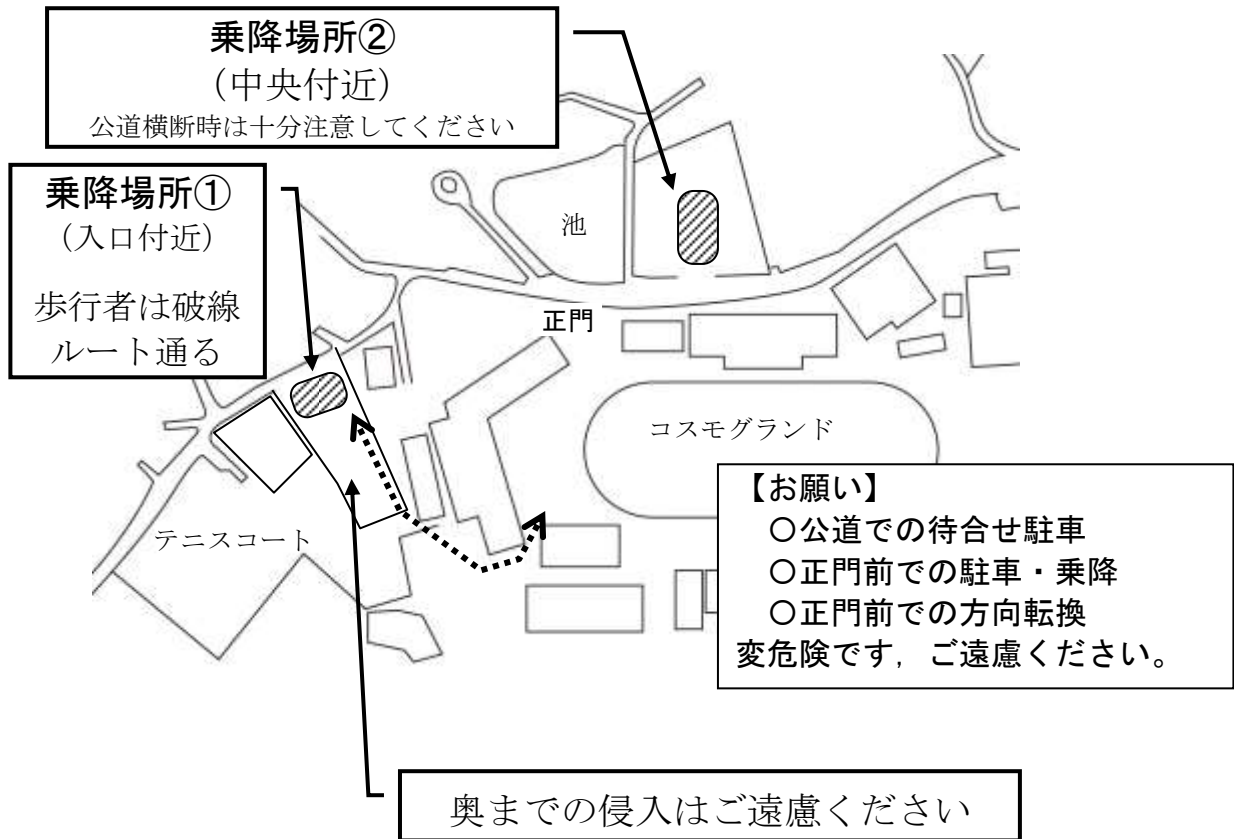 乗降場所②
（中央付近）
公道横断時は十分注意してください
乗降場所①
（入口付近）
歩行者は破線
ルート通る
池
正門
コスモグランド
テニスコート
【お願い】
○公道での待合せ駐車
○正門前での駐車・乗降
○正門前での方向転換
変危険です，ご遠慮ください。
奥までの侵入はご遠慮ください